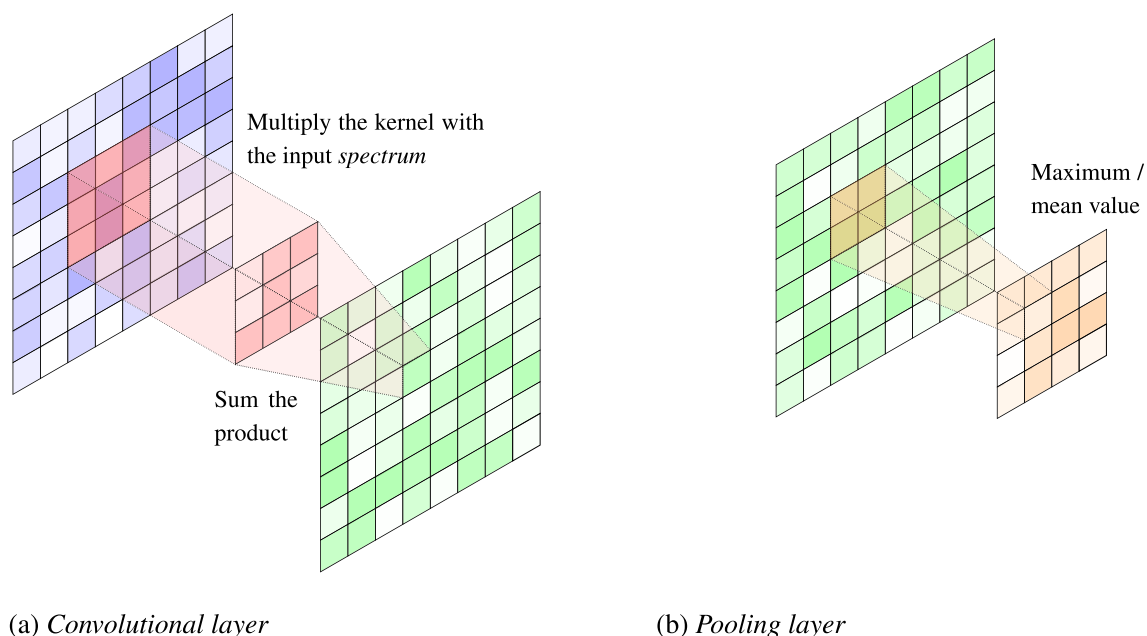 Multiply the kernel with
the input spectrum
Sum the
product
Maximum /
mean value
(a) Convolutional layer
(b) Pooling layer